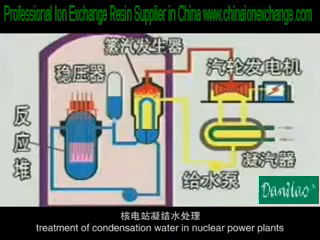 Professional Ion Exchange Resin Supplier in China www.chinaionexchange.com
蒸汽发生器
稳压器
汽轮发电机
反应堆
凝汽器
给水泵
Danitao
核电站凝结水处理
treatment of condensation water in nuclear power plants